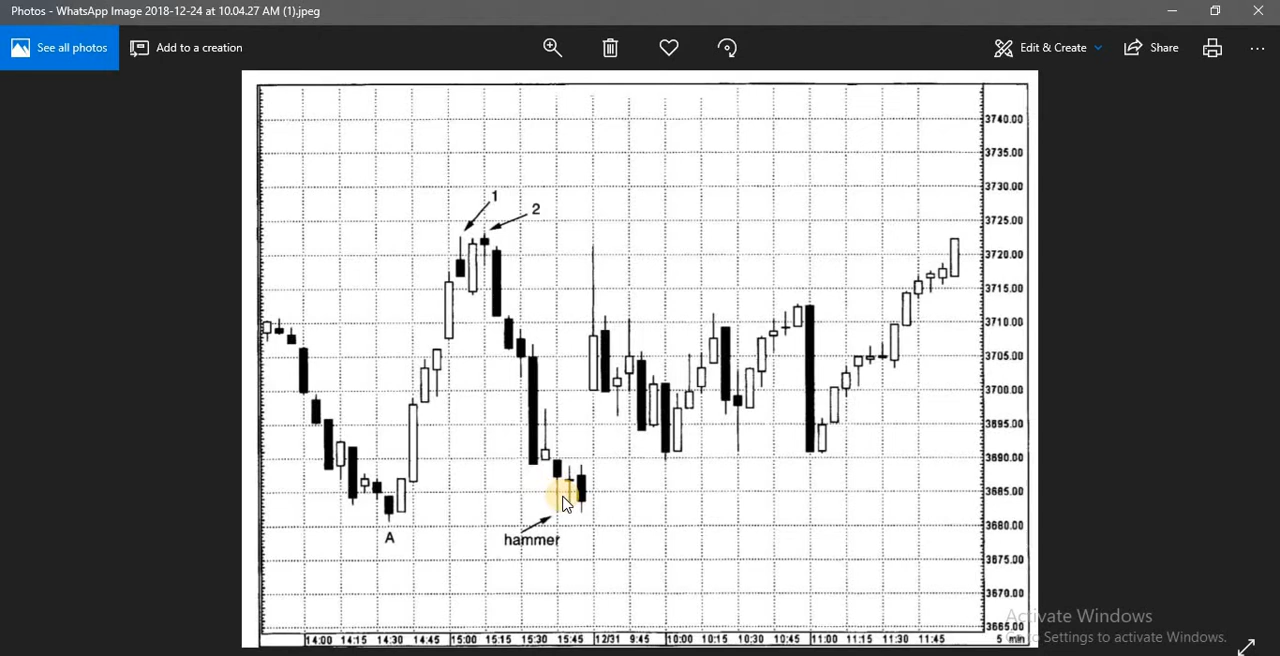 Photos - WhatsApp Image 2018-12-24 at 10.04.27 AM (1).jpeg
See all photos
Add to a creation
Edit & Create
Share
3740.00
3735.00
3730.00
1
2
3725.00
3720.00
3715.00
3710.00
3705.00
3700.00
3695.00
3690.00
3685.00
3680.00
A
hammer
3675.00
3670.00
3665.00
14:00 14:15 14:30 14:45 15:00 15:15 15:30 15:45 12/31 9:45 10:00 10:15 10:30 10:45 11:00 11:15 11:30 11:45 5 min
Activate Windows
Go to Settings to activate Windows.